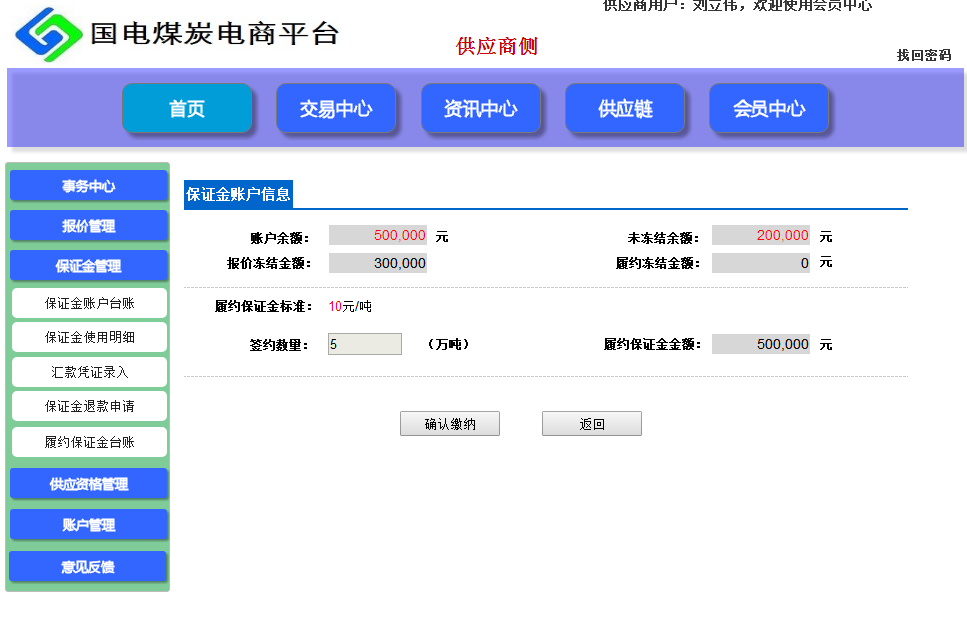 供应商用户：刘立伟，欢迎使用会员中心
国电煤炭电商平台
供应商侧
找回密码
首页 交易中心 资讯中心 供应链 会员中心
事务中心
报价管理
保证金管理
保证金账户台账
保证金使用明细
汇款凭证录入
保证金退款申请
履约保证金台账
供应资格管理
账户管理
意见反馈
保证金账户信息
账户余额： 500,000 元 未冻结余额： 200,000 元
报价冻结金额： 300,000 履约冻结金额： 0 元
履约保证金标准： 10元/吨
签约数量： 5 （万吨） 履约保证金金额： 500,000 元
确认缴纳 返回